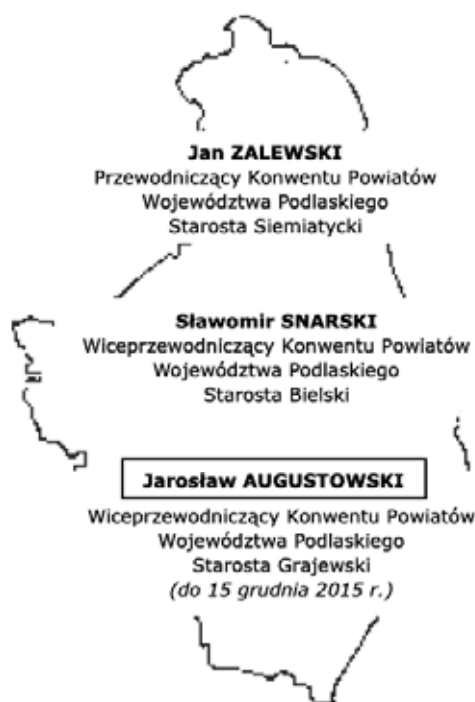 Jan ZALEWSKI
Przewodniczący Konwentu Powiatów
Województwa Podlaskiego
Starosta Siemiatycki
Sławomir SNARSKI
Wiceprzewodniczący Konwentu Powiatów
Województwa Podlaskiego
Starosta Bielski
Jarosław AUGUSTOWSKI
Wiceprzewodniczący Konwentu Powiatów
Województwa Podlaskiego
Starosta Grajewski
(do 15 grudnia 2015 r.)